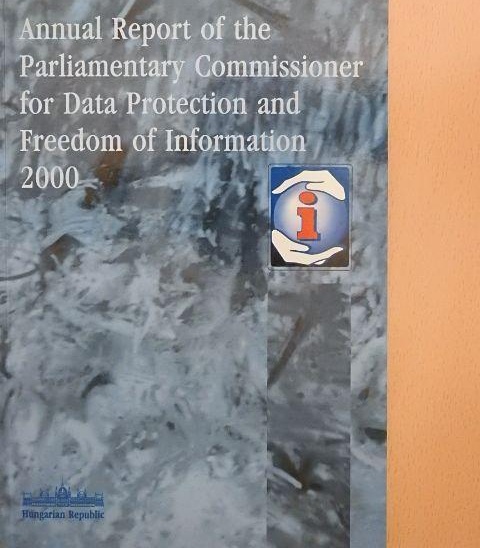 Annual Report of the
Parliamentary Commissioner
for Data Protection and
Freedom of Information
2000
i
Hungarian Republic